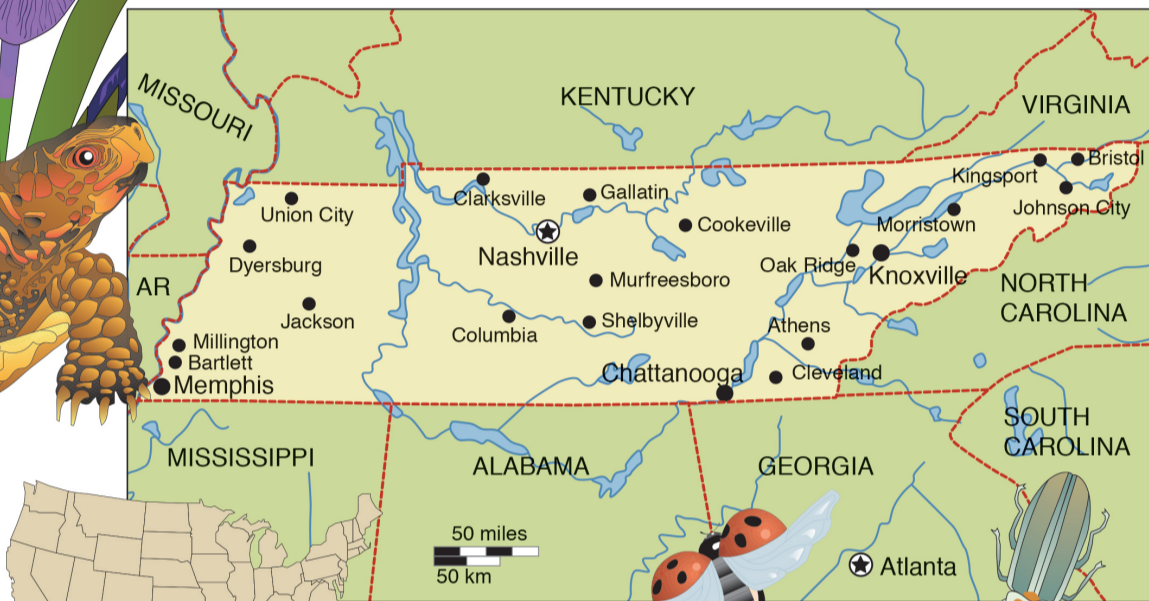 MISSOURI
KENTUCKY
VIRGINIA
Bristol
Kingsport
Johnson City
Clarksville
Gallatin
Union City
Cookeville
Morristown
Nashville
Dyersburg
Oak Ridge
Knoxville
AR
Murfreesboro
NORTH
CAROLINA
Jackson
Columbia
Shelbyville
Athens
Millington
Bartlett
Memphis
Chattanooga
Cleveland
SOUTH
CAROLINA
MISSISSIPPI
ALABAMA
GEORGIA
50 miles
50 km
Atlanta